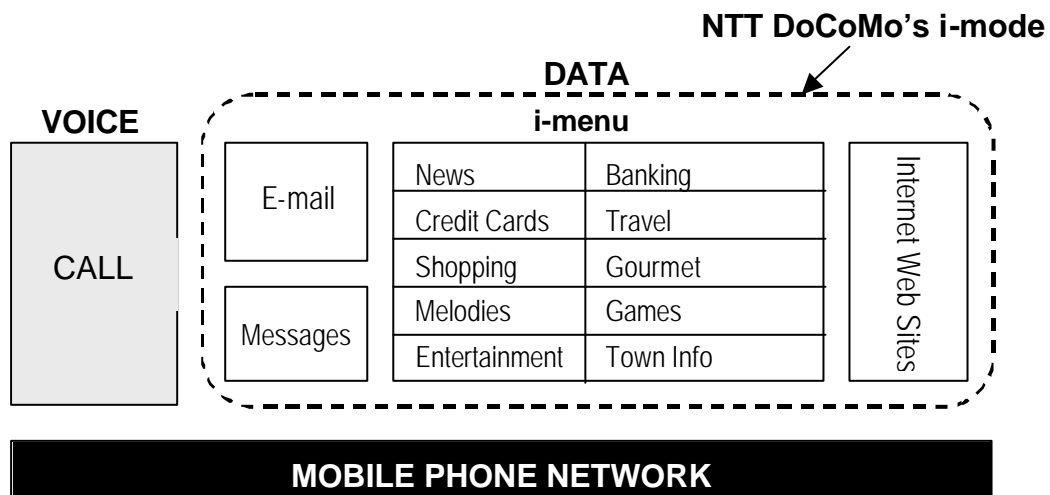 NTT DoCoMo’s i-mode
DATA
VOICE
i-menu
CALL
E-mail
Messages
News
Banking
Credit Cards
Travel
Shopping
Gourmet
Melodies
Games
Entertainment
Town Info
Internet Web Sites
MOBILE PHONE NETWORK